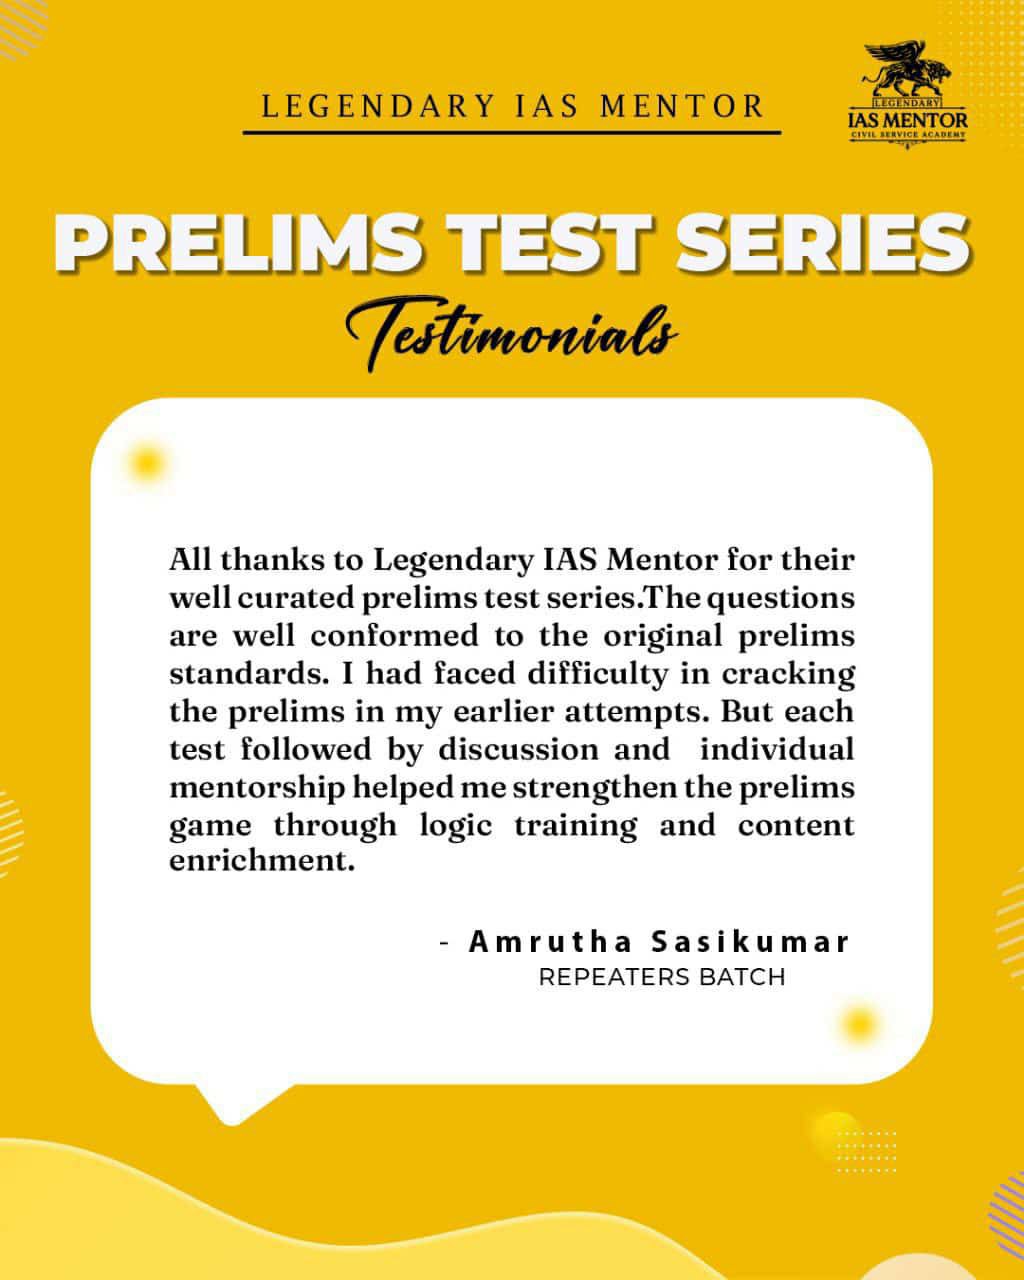 LEGENDARY IAS MENTOR
LEGENDARY
IAS MENTOR
CIVIL SERVICE ACADEMY
PRELIMS TEST SERIES
Testimonials
All thanks to Legendary IAS Mentor for their
well curated prelims test series.The questions
are well conformed to the original prelims
standards. I had faced difficulty in cracking
the prelims in my earlier attempts. But each
test followed by discussion and individual
mentorship helped me strengthen the prelims
game through logic training and content
enrichment.
- Amrutha Sasikumar
REPEATERS BATCH